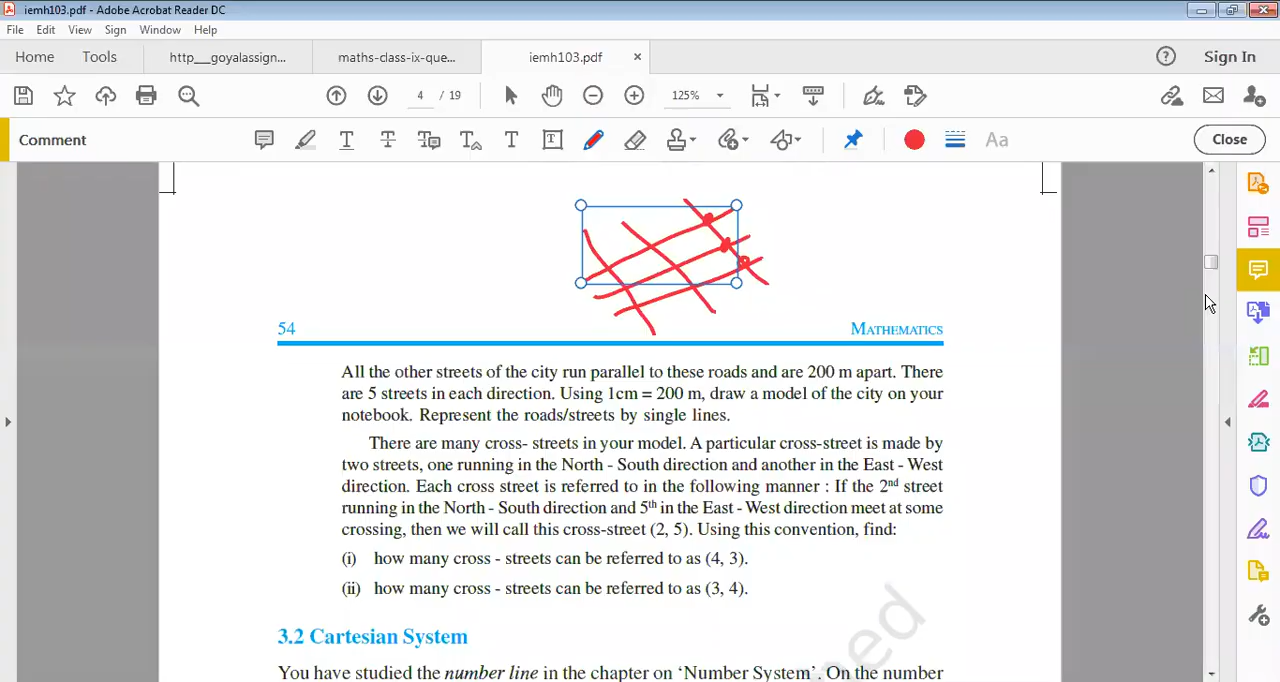 iemh103.pdf - Adobe Acrobat Reader DC
File Edit View Sign Window Help
Home Tools http__goyalassign... maths-class-ix-que... iemh103.pdf × ? Sign In
4 / 19 125%
Comment T T T T T T Aa Close
54 MATHEMATICS
All the other streets of the city run parallel to these roads and are 200 m apart. There
are 5 streets in each direction. Using 1cm = 200 m, draw a model of the city on your
notebook. Represent the roads/streets by single lines.
There are many cross- streets in your model. A particular cross-street is made by
two streets, one running in the North - South direction and another in the East - West
direction. Each cross street is referred to in the following manner : If the 2nd street
running in the North - South direction and 5th in the East - West direction meet at some
crossing, then we will call this cross-street (2, 5). Using this convention, find:
(i) how many cross - streets can be referred to as (4, 3).
(ii) how many cross - streets can be referred to as (3, 4).
3.2 Cartesian System
You have studied the number line in the chapter on ‘Number System’. On the number